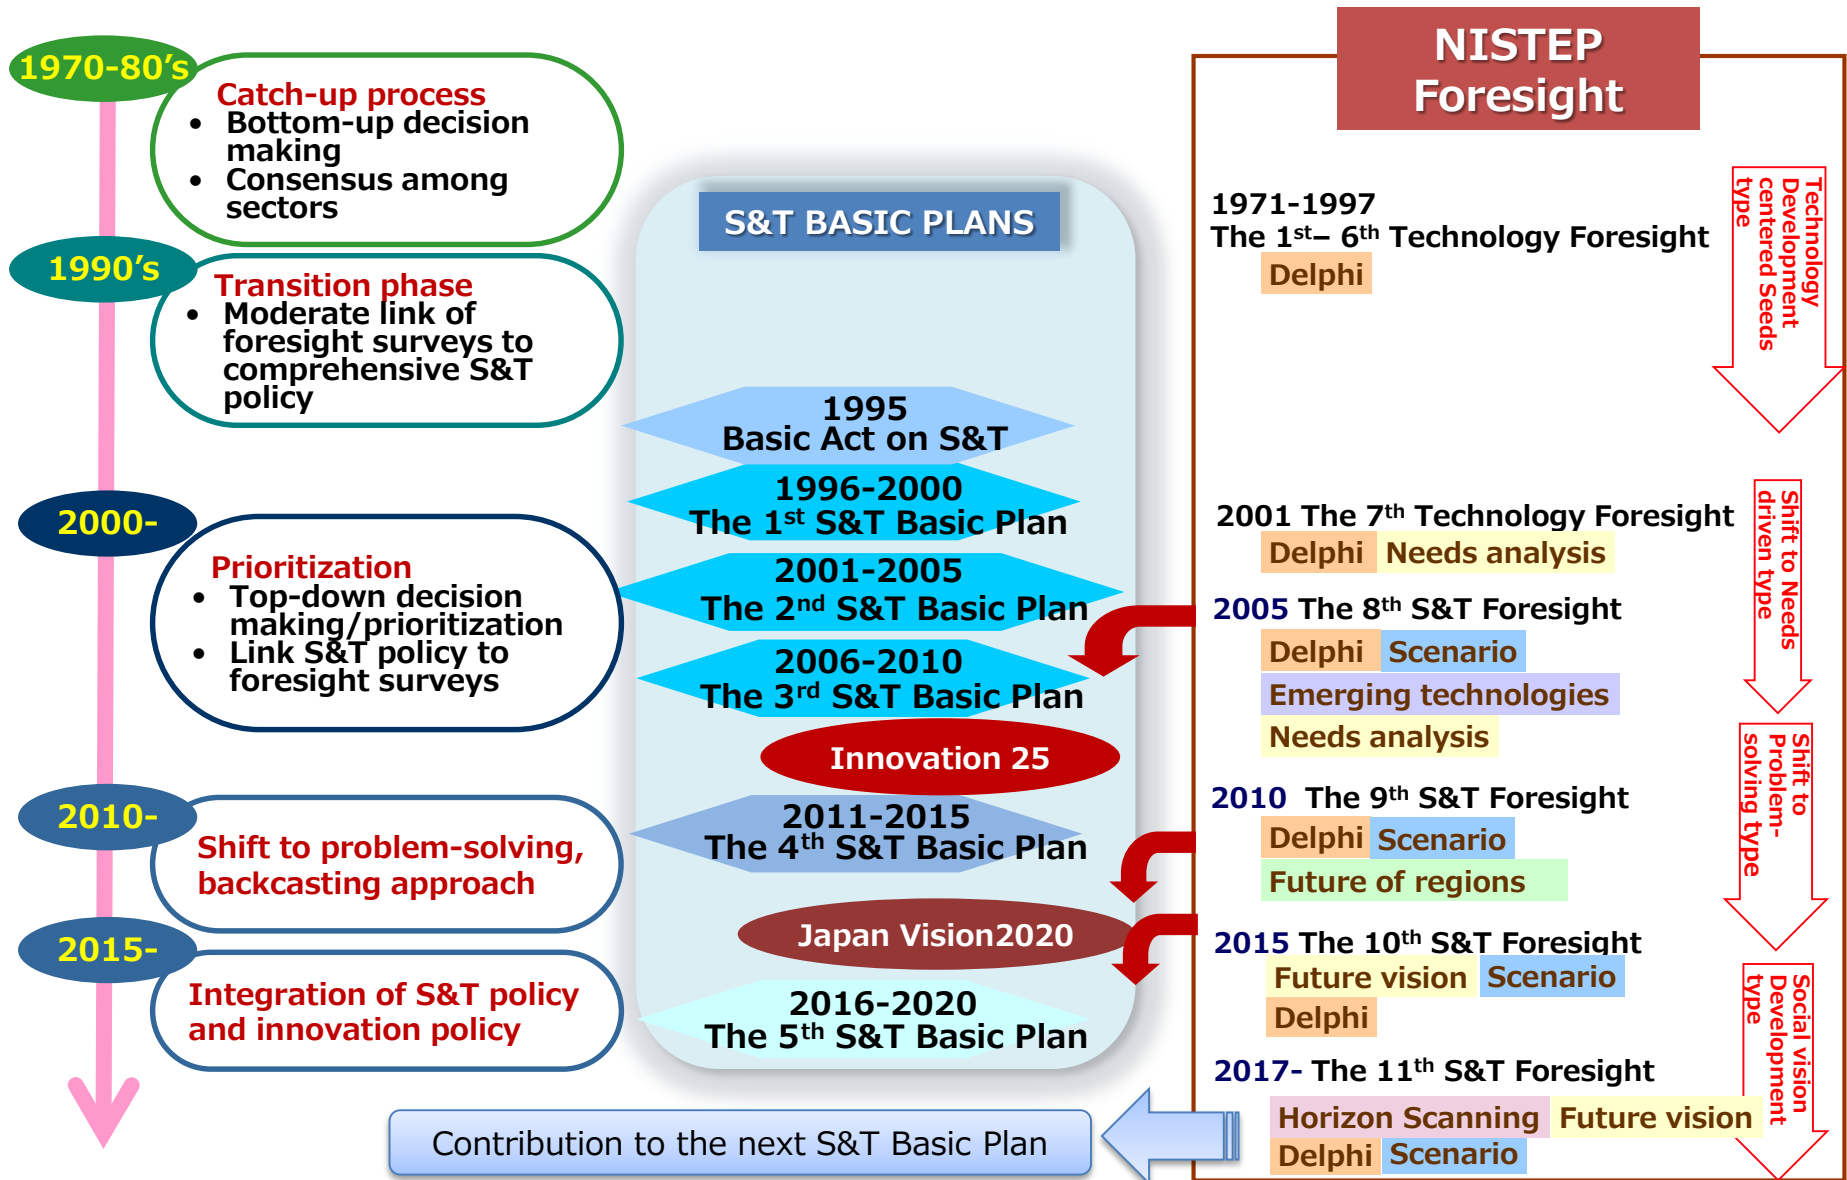 1970-80's
Catch-up process
• Bottom-up decision
making
• Consensus among
sectors
1990's
Transition phase
• Moderate link of
foresight surveys to
comprehensive S&T
policy
2000-
Prioritization
• Top-down decision
making/prioritization
• Link S&T policy to
foresight surveys
2010-
Shift to problem-solving,
backcasting approach
2015-
Integration of S&T policy
and innovation policy
S&T BASIC PLANS
1995
Basic Act on S&T
1996-2000
The 1st S&T Basic Plan
2001-2005
The 2nd S&T Basic Plan
2006-2010
The 3rd S&T Basic Plan
Innovation 25
2011-2015
The 4th S&T Basic Plan
Japan Vision2020
2016-2020
The 5th S&T Basic Plan
Contribution to the next S&T Basic Plan
NISTEP
Foresight
1971-1997
The 1st– 6th Technology Foresight
Delphi
2001 The 7th Technology Foresight
Delphi Needs analysis
2005 The 8th S&T Foresight
Delphi Scenario
Emerging technologies
Needs analysis
2010 The 9th S&T Foresight
Delphi Scenario
Future of regions
2015 The 10th S&T Foresight
Future vision Scenario
Delphi
2017- The 11th S&T Foresight
Horizon Scanning Future vision
Delphi Scenario
Technology
Development
centered Seeds
type
Shift to Needs
driven type
Shift to
Problem-
solving type
Social vision
Development
type